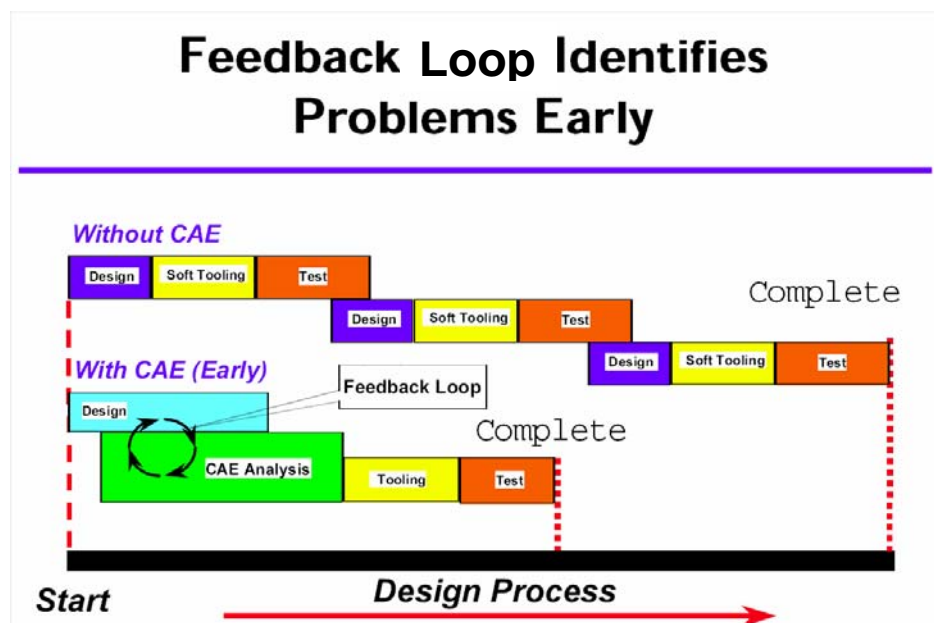 Feedback Loop Identifies
Problems Early
Without CAE
Design
Soft Tooling
Test
Design
Soft Tooling
Test
Complete
Design
Soft Tooling
Test
With CAE (Early)
Feedback Loop
Design
Complete
CAE Analysis
Tooling
Test
Start
Design Process